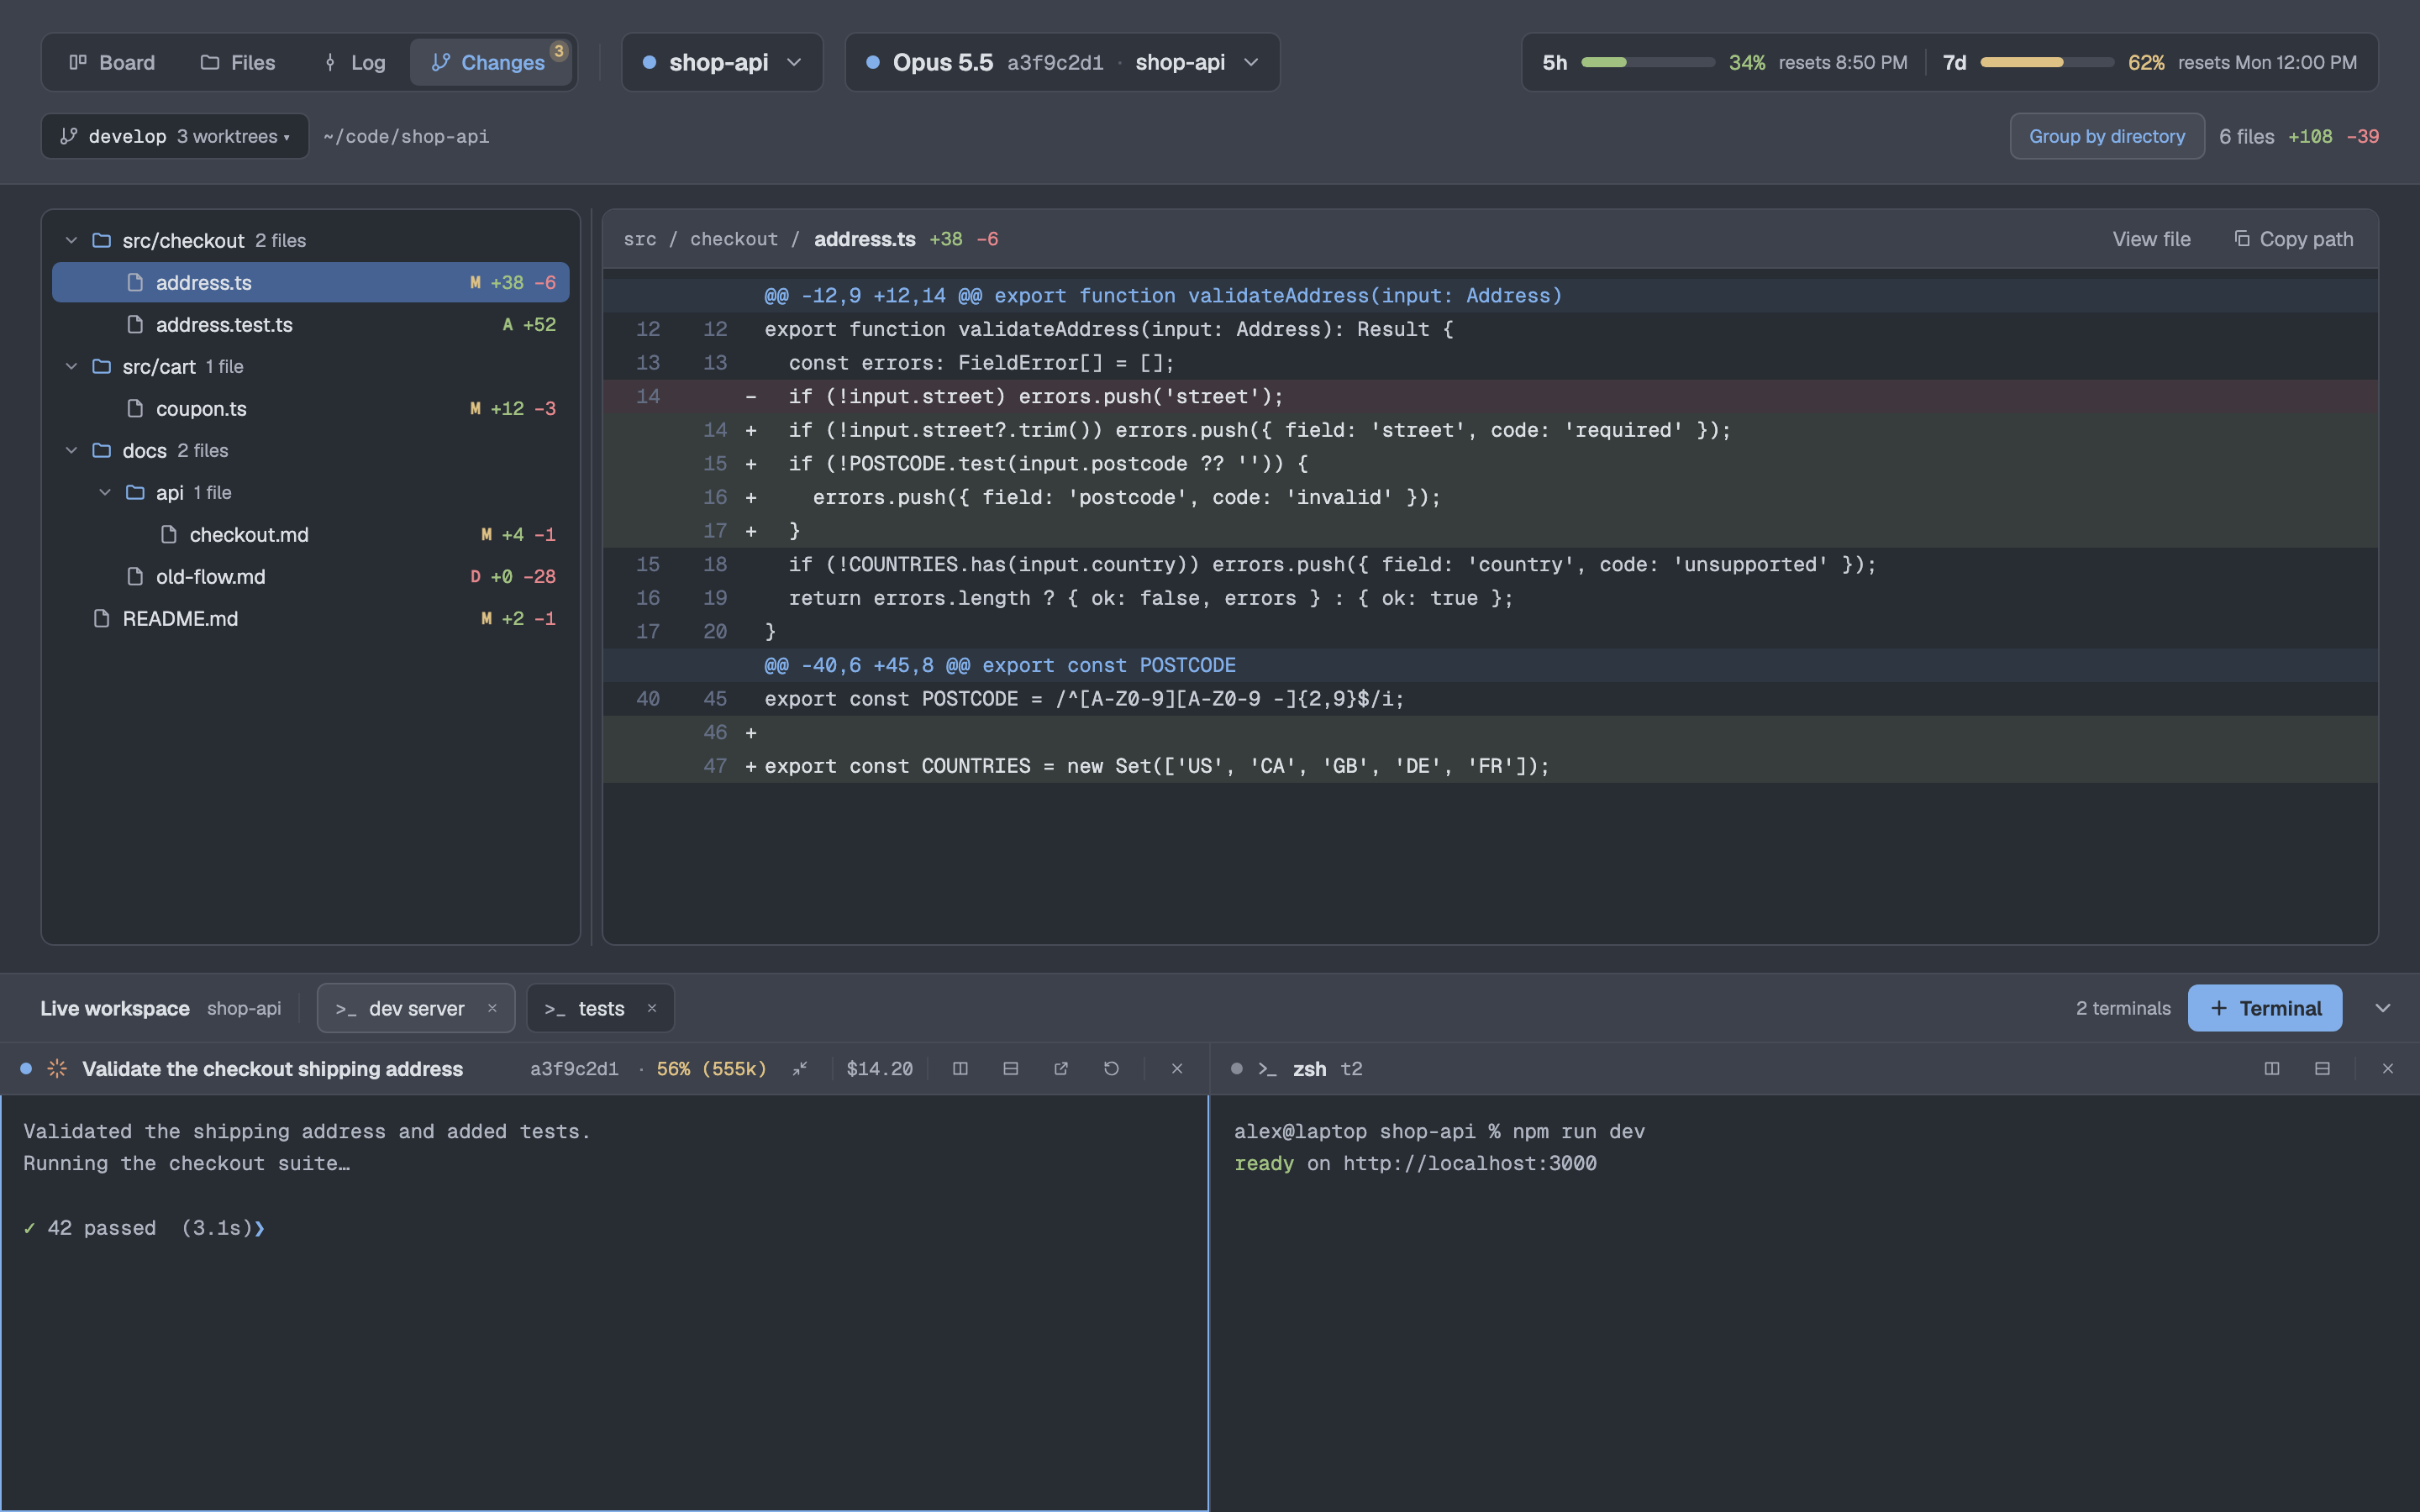 Board Files Log Changes 3 shop-api Opus 5.5 a3f9c2d1 · shop-api 5h 34% resets 8:50 PM 7d 62% resets Mon 12:00 PM
develop 3 worktrees ▾ ~/code/shop-api Group by directory 6 files +108 −39
src/checkout 2 files
address.ts M +38 −6
address.test.ts A +52
src/cart 1 file
coupon.ts M +12 −3
docs 2 files
api 1 file
checkout.md M +4 −1
old-flow.md D +0 −28
README.md M +2 −1
src / checkout / address.ts +38 −6 View file Copy path
@@ -12,9 +12,14 @@ export function validateAddress(input: Address)
12 12 export function validateAddress(input: Address): Result {
13 13 const errors: FieldError[] = [];
14 − if (!input.street) errors.push('street');
14 + if (!input.street?.trim()) errors.push({ field: 'street', code: 'required' });
15 + if (!POSTCODE.test(input.postcode ?? '')) {
16 + errors.push({ field: 'postcode', code: 'invalid' });
17 + }
15 18 if (!COUNTRIES.has(input.country)) errors.push({ field: 'country', code: 'unsupported' });
16 19 return errors.length ? { ok: false, errors } : { ok: true };
17 20 }
@@ -40,6 +45,8 @@ export const POSTCODE
40 45 export const POSTCODE = /^[A-Z0-9][A-Z0-9 -]{2,9}$/i;
46 +
47 + export const COUNTRIES = new Set(['US', 'CA', 'GB', 'DE', 'FR']);
Live workspace shop-api >_ dev server × >_ tests × 2 terminals + Terminal
Validate the checkout shipping address a3f9c2d1 · 56% (555k) $14.20 ×
Validated the shipping address and added tests.
Running the checkout suite…
✓ 42 passed (3.1s)❯
>_ zsh t2 ×
alex@laptop shop-api % npm run dev
ready on http://localhost:3000